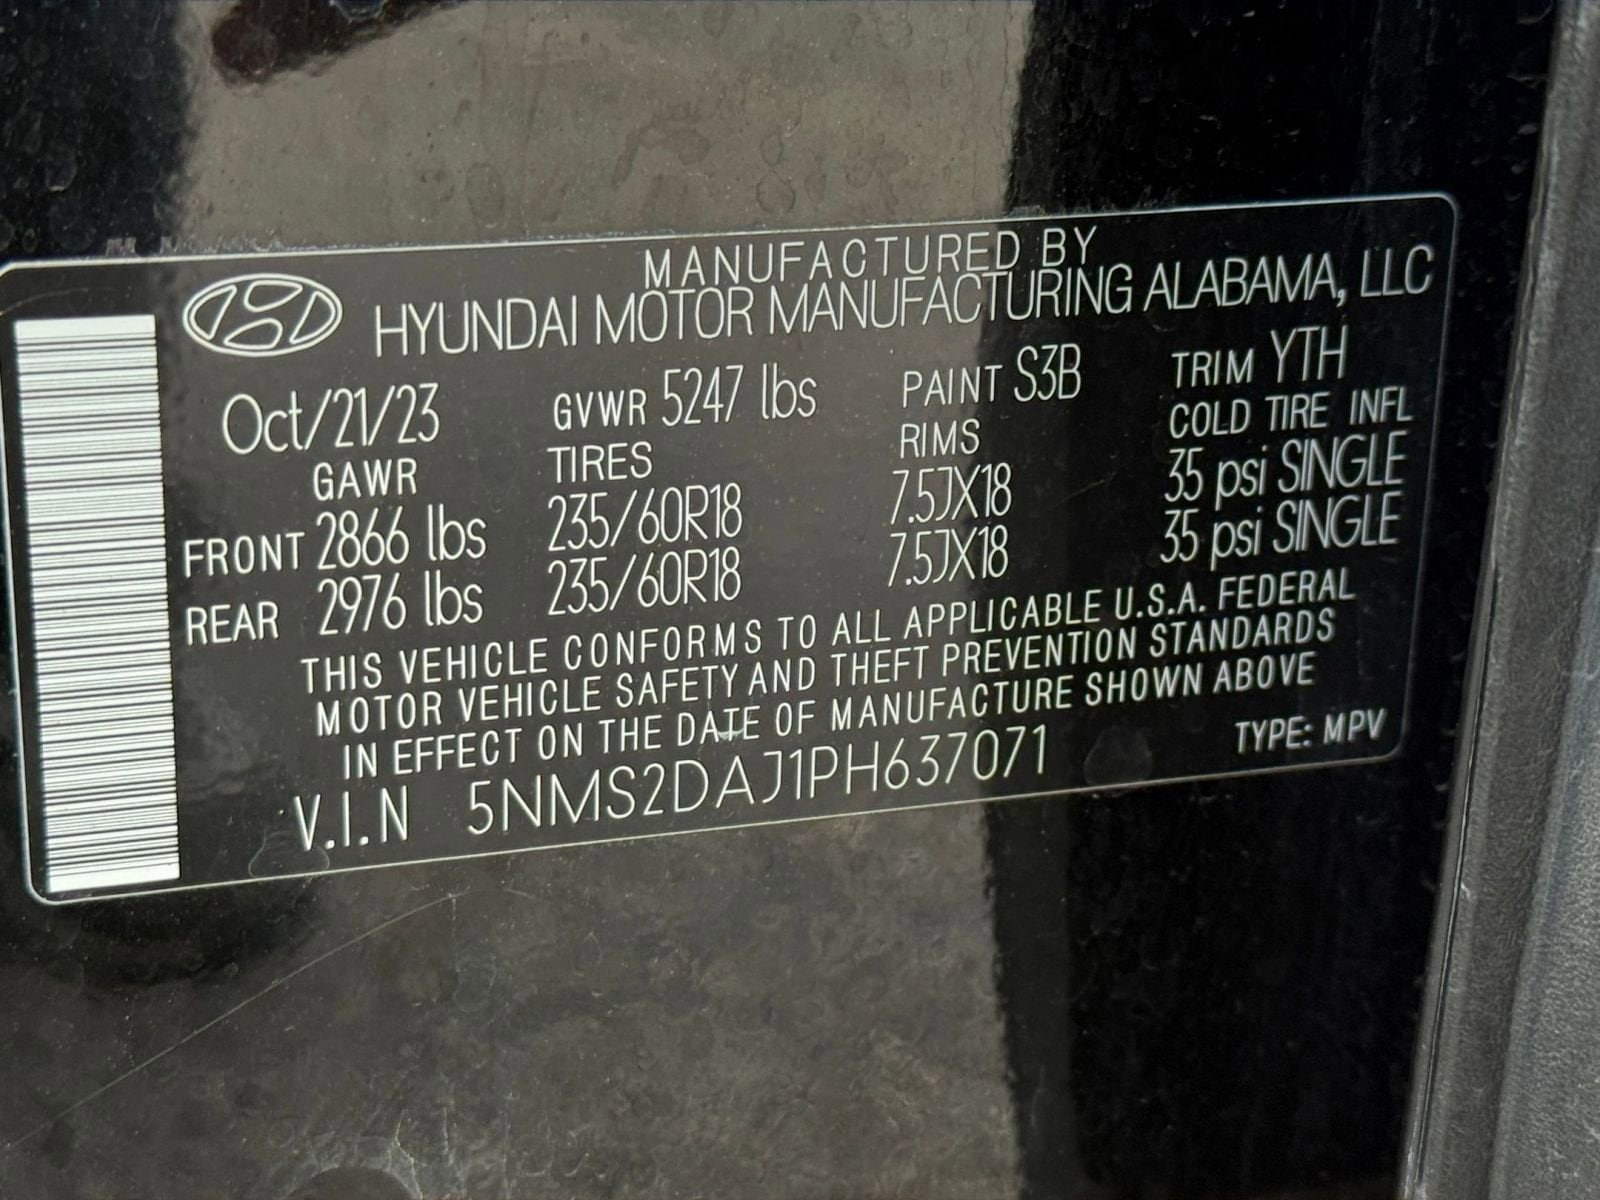 MANUFACTURED BY
HYUNDAI MOTOR MANUFACTURING ALABAMA, LLC
Oct/21/23 GVWR 5247 lbs PAINT S3B TRIM YTH
GAWR TIRES RIMS COLD TIRE INFL
FRONT 2866 lbs 235/60R18 7.5JX18 35 psi SINGLE
REAR 2976 lbs 235/60R18 7.5JX18 35 psi SINGLE
THIS VEHICLE CONFORMS TO ALL APPLICABLE U.S.A. FEDERAL
MOTOR VEHICLE SAFETY AND THEFT PREVENTION STANDARDS
IN EFFECT ON THE DATE OF MANUFACTURE SHOWN ABOVE
V.I.N 5NMS2DAJ1PH637071 TYPE: MPV